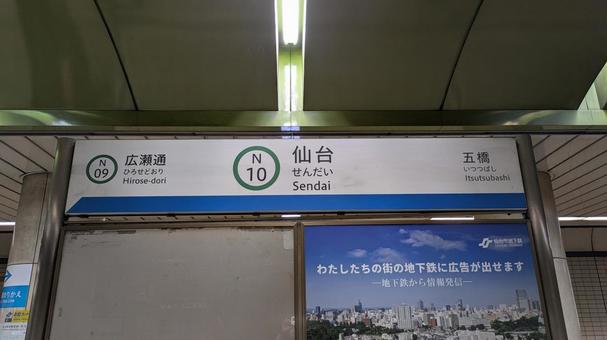 N
09
広瀬通
ひろせどおり
Hirose-dori
N
10
仙台
せんだい
Sendai
五橋
いつつばし
Itsutsubashi
仙台市地下鉄
わたしたちの街の地下鉄に広告が出せます
―地下鉄から情報発信―
りかえ